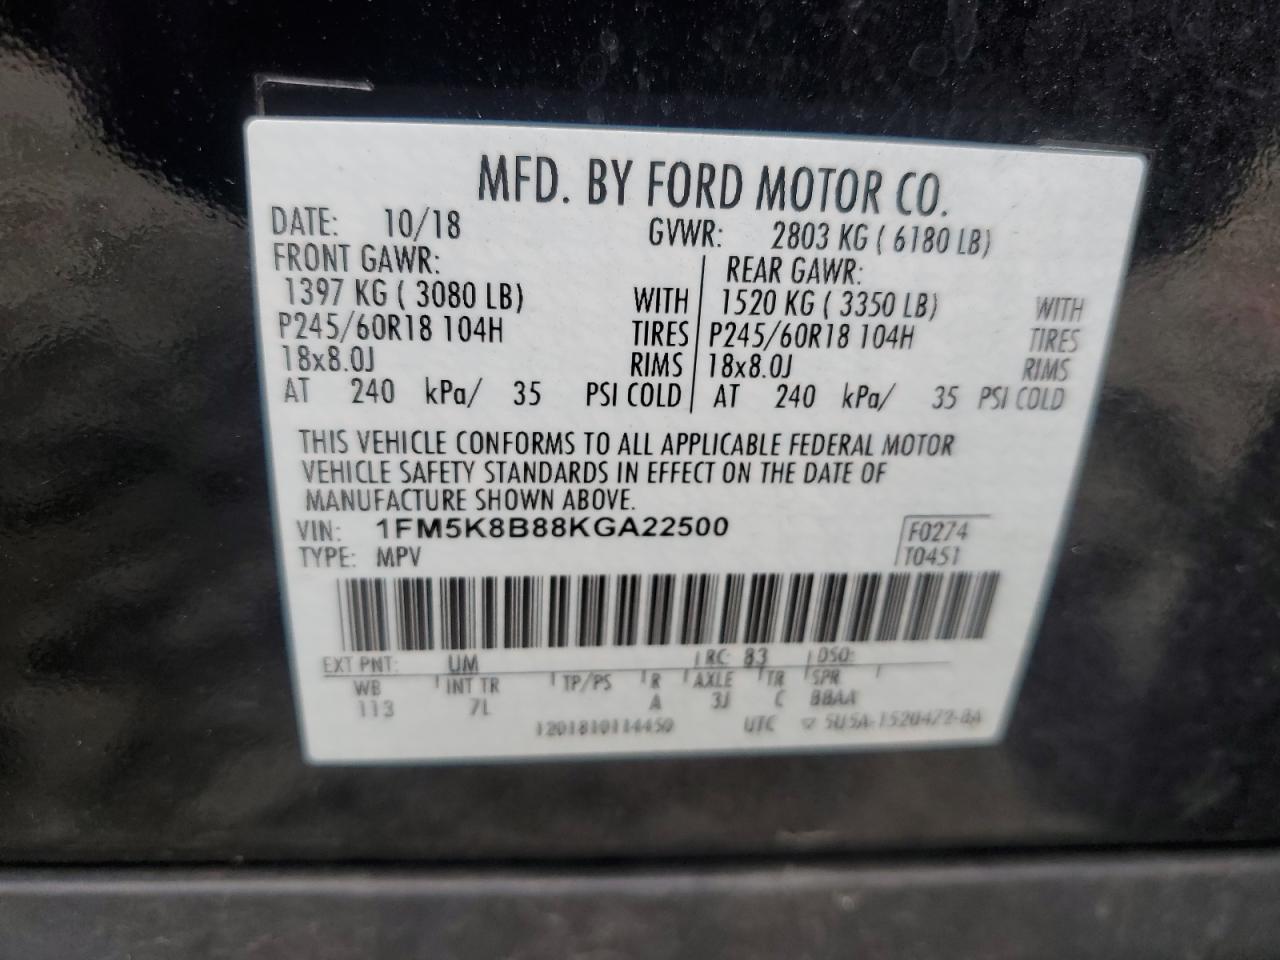 MFD. BY FORD MOTOR CO.
DATE: 10/18 GVWR: 2803 KG ( 6180 LB)
FRONT GAWR: REAR GAWR:
1397 KG ( 3080 LB) WITH 1520 KG ( 3350 LB) WITH
P245/60R18 104H TIRES P245/60R18 104H TIRES
18x8.0J RIMS 18x8.0J RIMS
AT 240 kPa/ 35 PSI COLD AT 240 kPa/ 35 PSI COLD
THIS VEHICLE CONFORMS TO ALL APPLICABLE FEDERAL MOTOR
VEHICLE SAFETY STANDARDS IN EFFECT ON THE DATE OF
MANUFACTURE SHOWN ABOVE.
VIN: 1FM5K8B88KGA22500 F0274
TYPE: MPV T0451
EXT PNT: UM RC: 83 DSO:
WB INT TR TP/PS R AXLE TR SPR
113 7L A 3J C BBAA
1201810114450 UTC